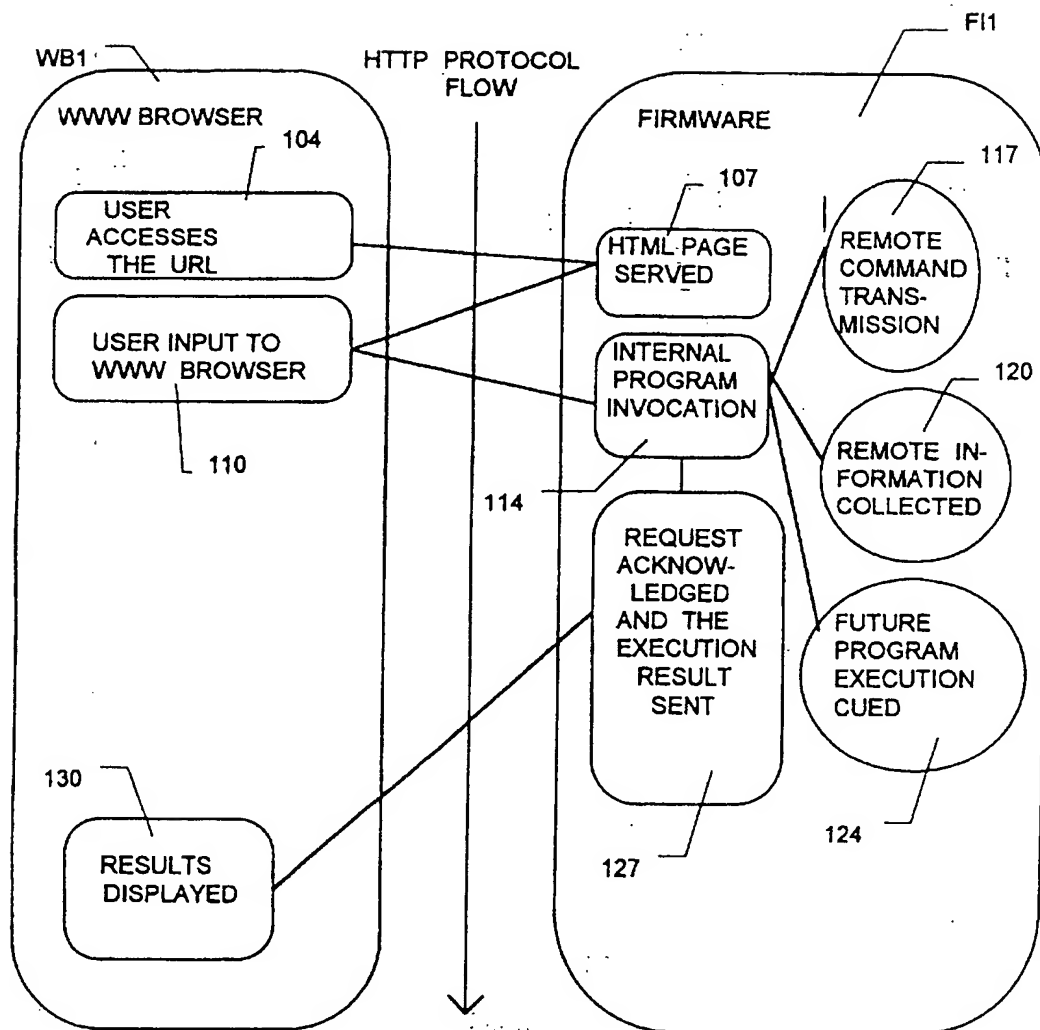 FI1
WB1
HTTP PROTOCOL
FLOW
WWW BROWSER
FIRMWARE
104
117
107
USER
ACCESSES
THE URL
HTML PAGE
SERVED
REMOTE
COMMAND
TRANS-
MISSION
USER INPUT TO
WWW BROWSER
INTERNAL
PROGRAM
INVOCATION
120
110
114
REMOTE IN-
FORMATION
COLLECTED
REQUEST
ACKNOW-
LEDGED
AND THE
EXECUTION
RESULT
SENT
FUTURE
PROGRAM
EXECUTION
CUED
130
127
124
RESULTS
DISPLAYED